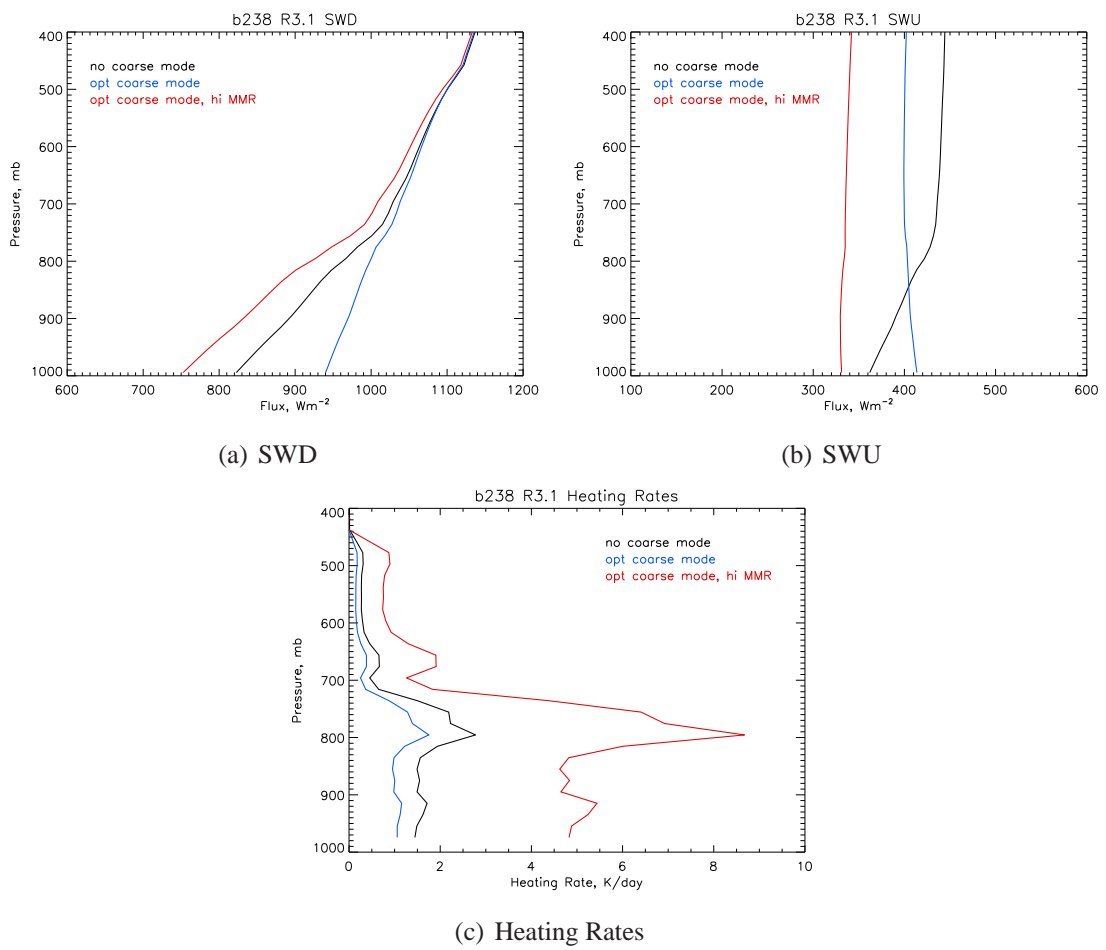 b238 R3.1 SWD
no coarse mode
opt coarse mode
opt coarse mode, hi MMR
Pressure, mb
400
500
600
700
800
900
1000
600 700 800 900 1000 1100 1200
Flux, Wm⁻²
(a) SWD
b238 R3.1 SWU
no coarse mode
opt coarse mode
opt coarse mode, hi MMR
Pressure, mb
400
500
600
700
800
900
1000
100 200 300 400 500 600
Flux, Wm⁻²
(b) SWU
b238 R3.1 Heating Rates
no coarse mode
opt coarse mode
opt coarse mode, hi MMR
Pressure, mb
400
500
600
700
800
900
1000
0 2 4 6 8 10
Heating Rate, K/day
(c) Heating Rates